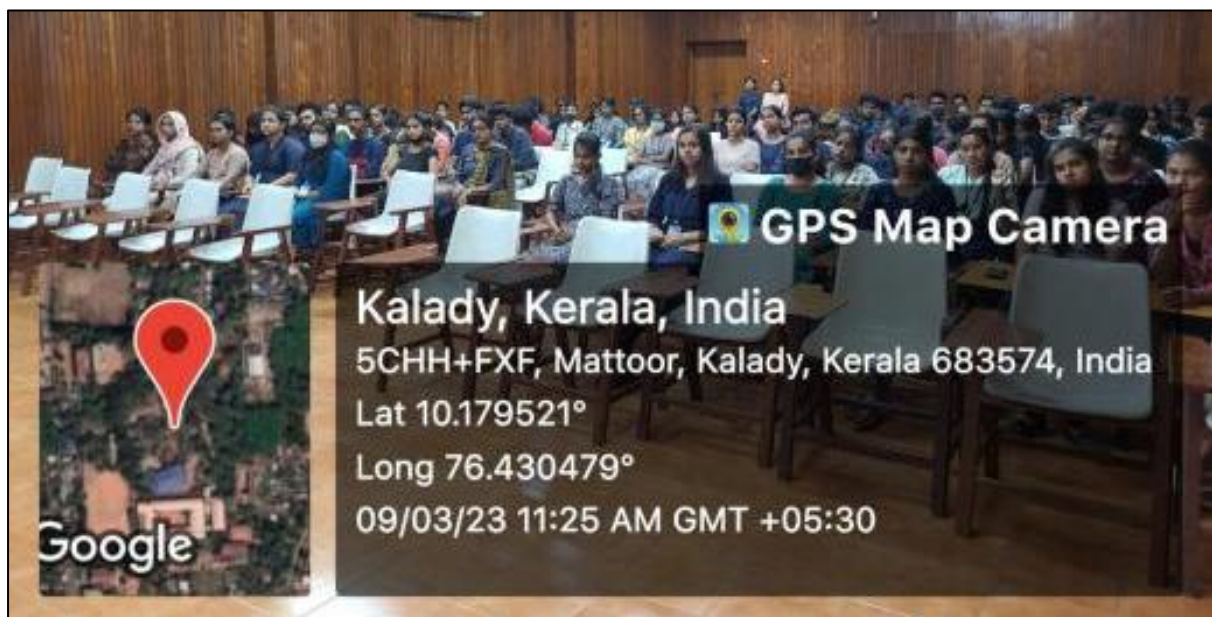 GPS Map Camera
Kalady, Kerala, India
5CHH+FXF, Mattoor, Kalady, Kerala 683574, India
Lat 10.179521°
Long 76.430479°
09/03/23 11:25 AM GMT +05:30
Google